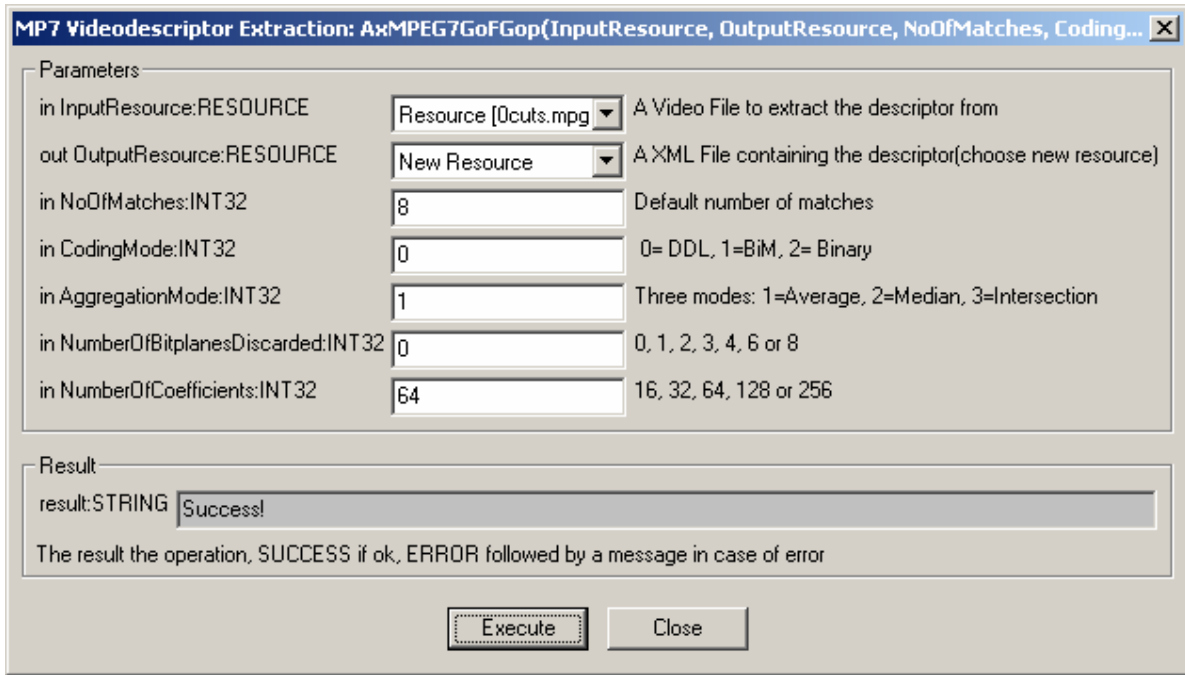 MP7 Videodescriptor Extraction: AxMPEG7GoFGop(InputResource, OutputResource, NoOfMatches, Coding...
Parameters
in InputResource:RESOURCE Resource [0cuts.mpg A Video File to extract the descriptor from
out OutputResource:RESOURCE New Resource A XML File containing the descriptor(choose new resource)
in NoOfMatches:INT32 8 Default number of matches
in CodingMode:INT32 0 0= DDL, 1=BiM, 2= Binary
in AggregationMode:INT32 1 Three modes: 1=Average, 2=Median, 3=Intersection
in NumberOfBitplanesDiscarded:INT32 0 0, 1, 2, 3, 4, 6 or 8
in NumberOfCoefficients:INT32 64 16, 32, 64, 128 or 256
Result
result:STRING Success!
The result the operation, SUCCESS if ok, ERROR followed by a message in case of error
Execute Close